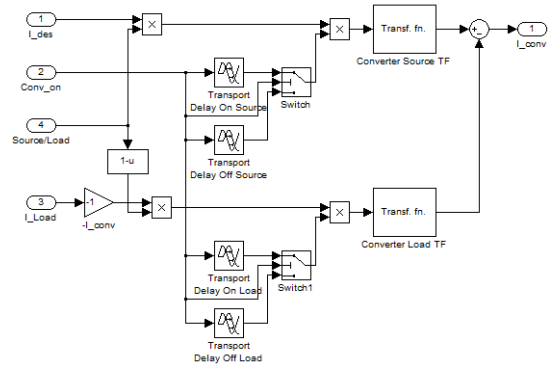 1
I_des
×
×
Transf. fn.
Converter Source TF
+
-
1
I_conv
2
Conv_on
Transport
Delay On Source
Switch
4
Source/Load
Transport
Delay Off Source
1-u
3
I_Load
-1
-I_conv
×
×
Transf. fn.
Converter Load TF
Transport
Delay On Load
Switch1
Transport
Delay Off Load